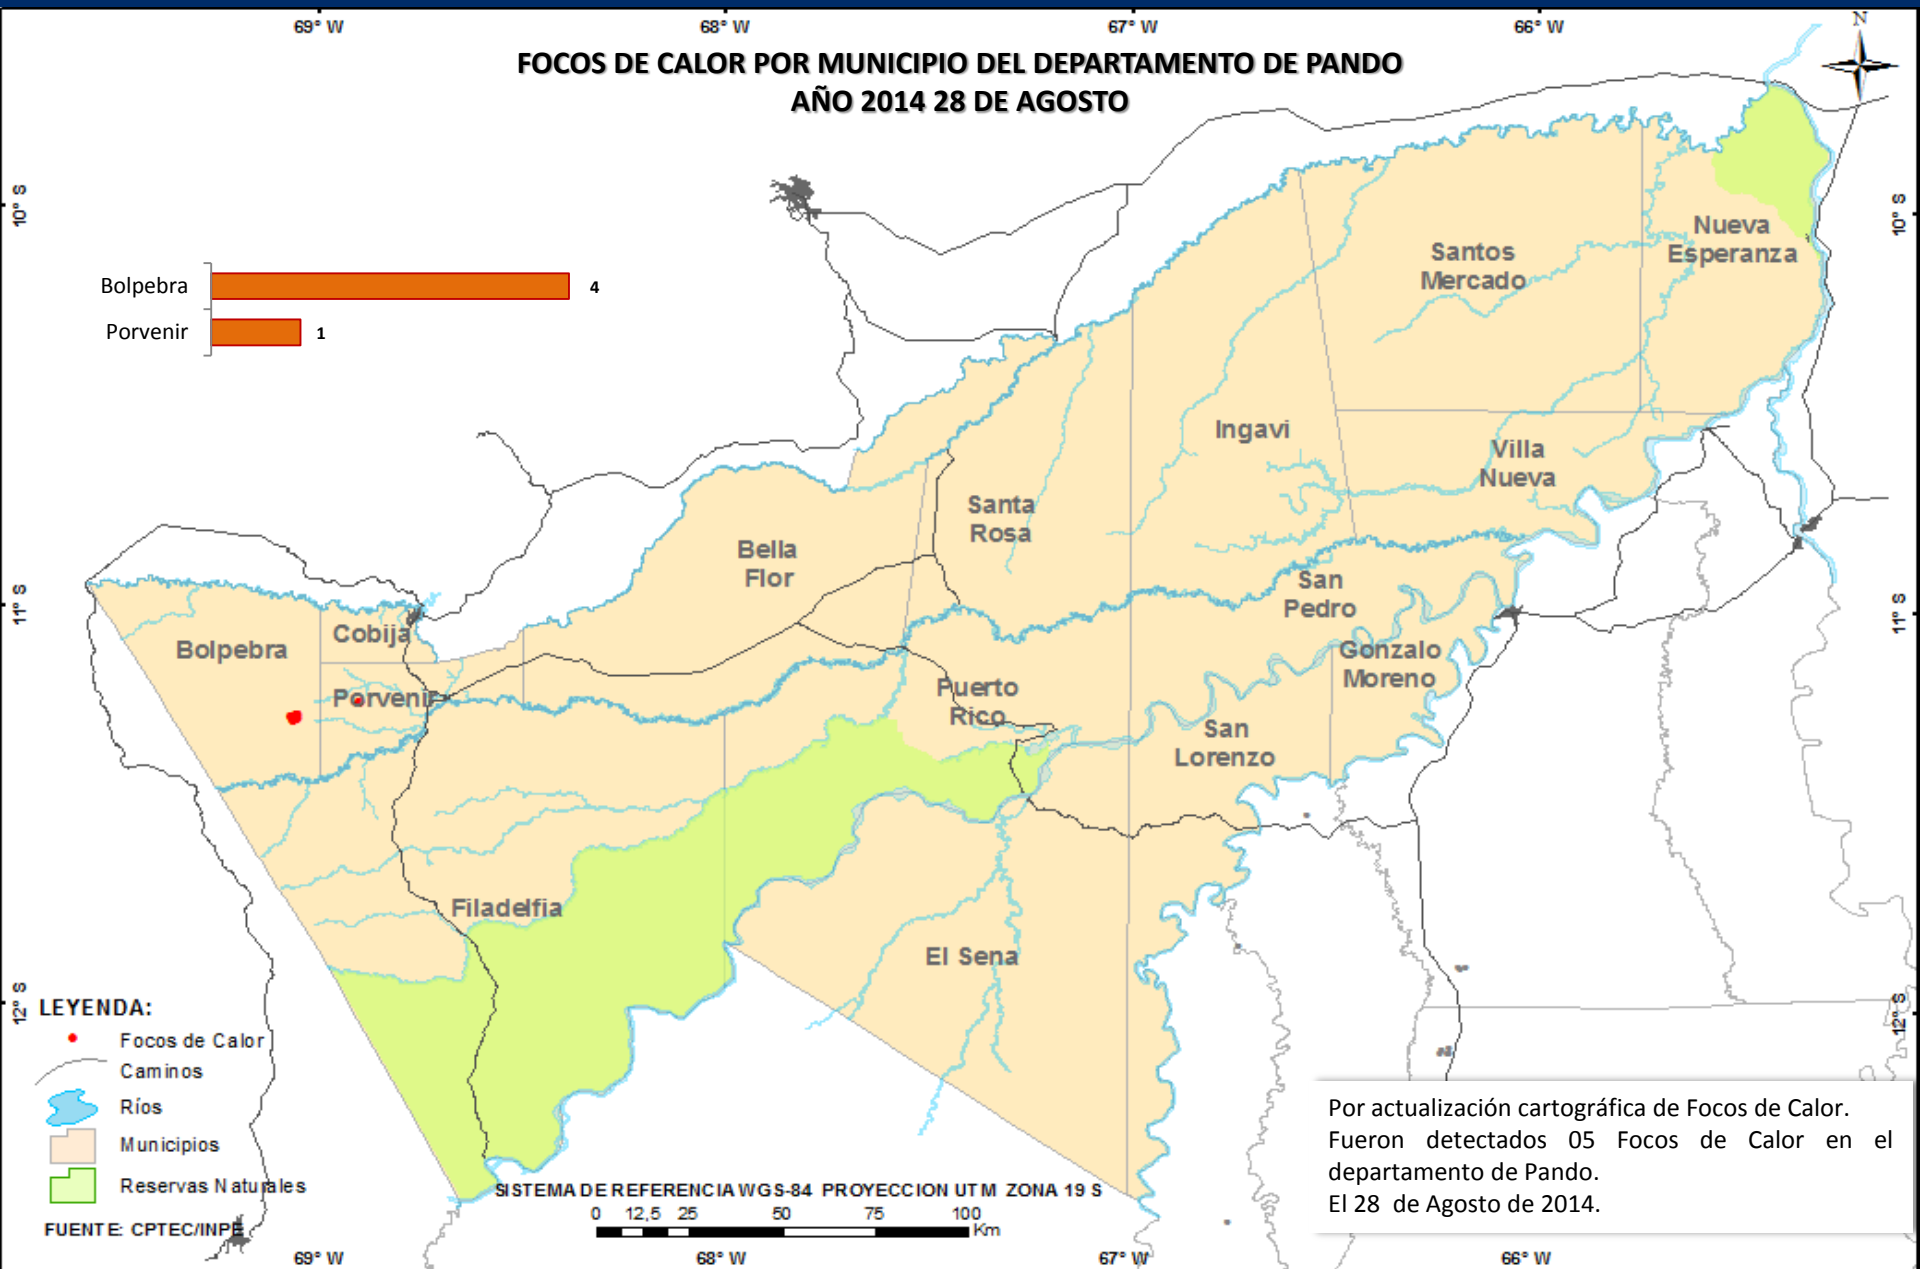 69° W 68° W 67° W 66° W
N
FOCOS DE CALOR POR MUNICIPIO DEL DEPARTAMENTO DE PANDO
AÑO 2014 28 DE AGOSTO
10° S
10° S
Bolpebra 4
Porvenir 1
Nueva
Esperanza
Santos
Mercado
Ingavi
Villa
Nueva
Santa
Rosa
Bella
Flor
San
Pedro
11° S
11° S
Cobija
Bolpebra
Porvenir
Gonzalo
Moreno
Puerto
Rico
San
Lorenzo
Filadelfia
El Sena
12° S
12° S
LEYENDA:
Focos de Calor
Caminos
Ríos
Municipios
Reservas Naturales
FUENTE: CPTEC/INPE
SISTEMA DE REFERENCIA WGS-84 PROYECCION UTM ZONA 19 S
0 12,5 25 50 75 100
Km
Por actualización cartográfica de Focos de Calor.
Fueron detectados 05 Focos de Calor en el
departamento de Pando.
El 28 de Agosto de 2014.
69° W 68° W 67° W 66° W